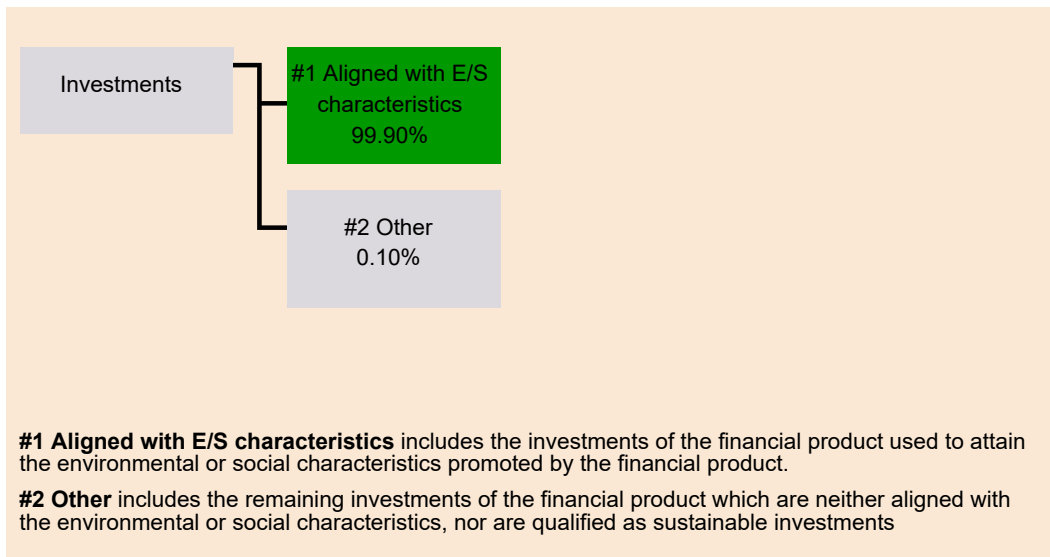 Investments
#1 Aligned with E/S
characteristics
99.90%
#2 Other
0.10%
#1 Aligned with E/S characteristics includes the investments of the financial product used to attain
the environmental or social characteristics promoted by the financial product.
#2 Other includes the remaining investments of the financial product which are neither aligned with
the environmental or social characteristics, nor are qualified as sustainable investments